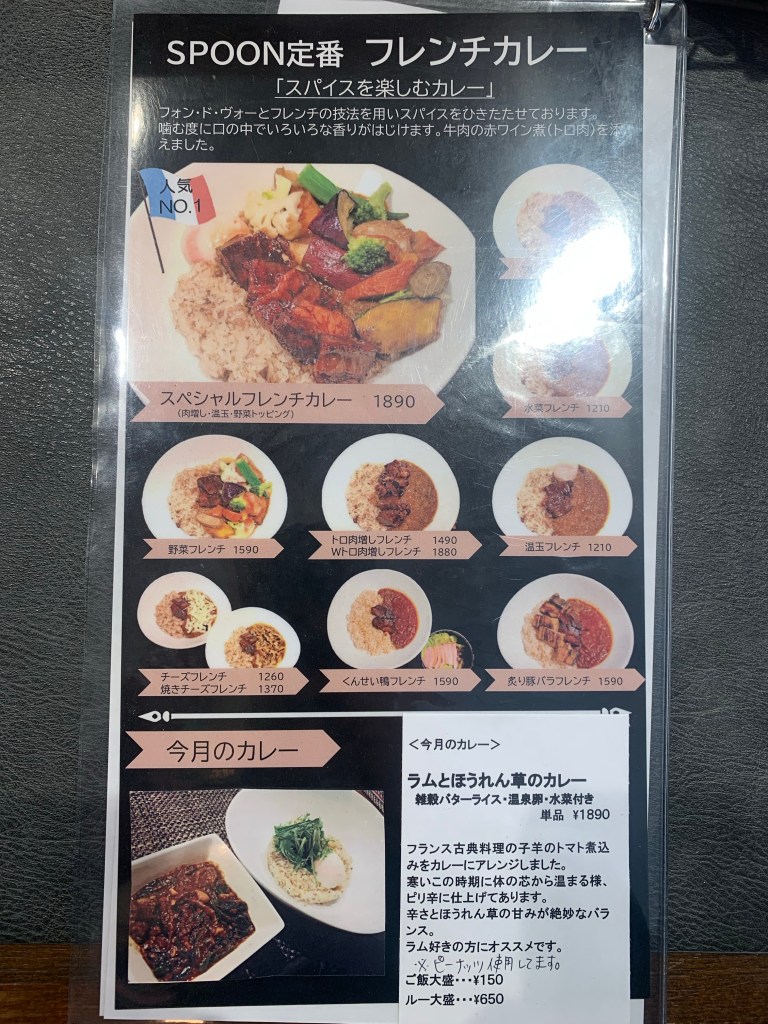 SPOON定番 フレンチカレー
「スパイスを楽しむカレー」
フォン・ド・ヴォーとフレンチの技法を用いスパイスをひきたたせております。
噛む度に口の中でいろいろな香りがはじけます。牛肉の赤ワイン煮(トロ肉)を添
えました。
人気
NO.1
スペシャルフレンチカレー 1890
(肉増し・温玉・野菜トッピング)
水菜フレンチ 1210
野菜フレンチ 1590
トロ肉増しフレンチ 1490
Wトロ肉増しフレンチ 1880
温玉フレンチ 1210
チーズフレンチ 1260
焼きチーズフレンチ 1370
くんせい鴨フレンチ 1590
炙り豚バラフレンチ 1590
今月のカレー
<今月のカレー>
ラムとほうれん草のカレー
雑穀バターライス・温泉卵・水菜付き
単品 ¥1890
フランス古典料理の子羊のトマト煮込
みをカレーにアレンジしました。
寒いこの時期に体の芯から温まる様、
ピリ辛に仕上げてあります。
辛さとほうれん草の甘みが絶妙なバラ
ンス。
ラム好きの方にオススメです。
※ピーナッツ使用してます。
ご飯大盛・・・¥150
ルー大盛・・・¥650